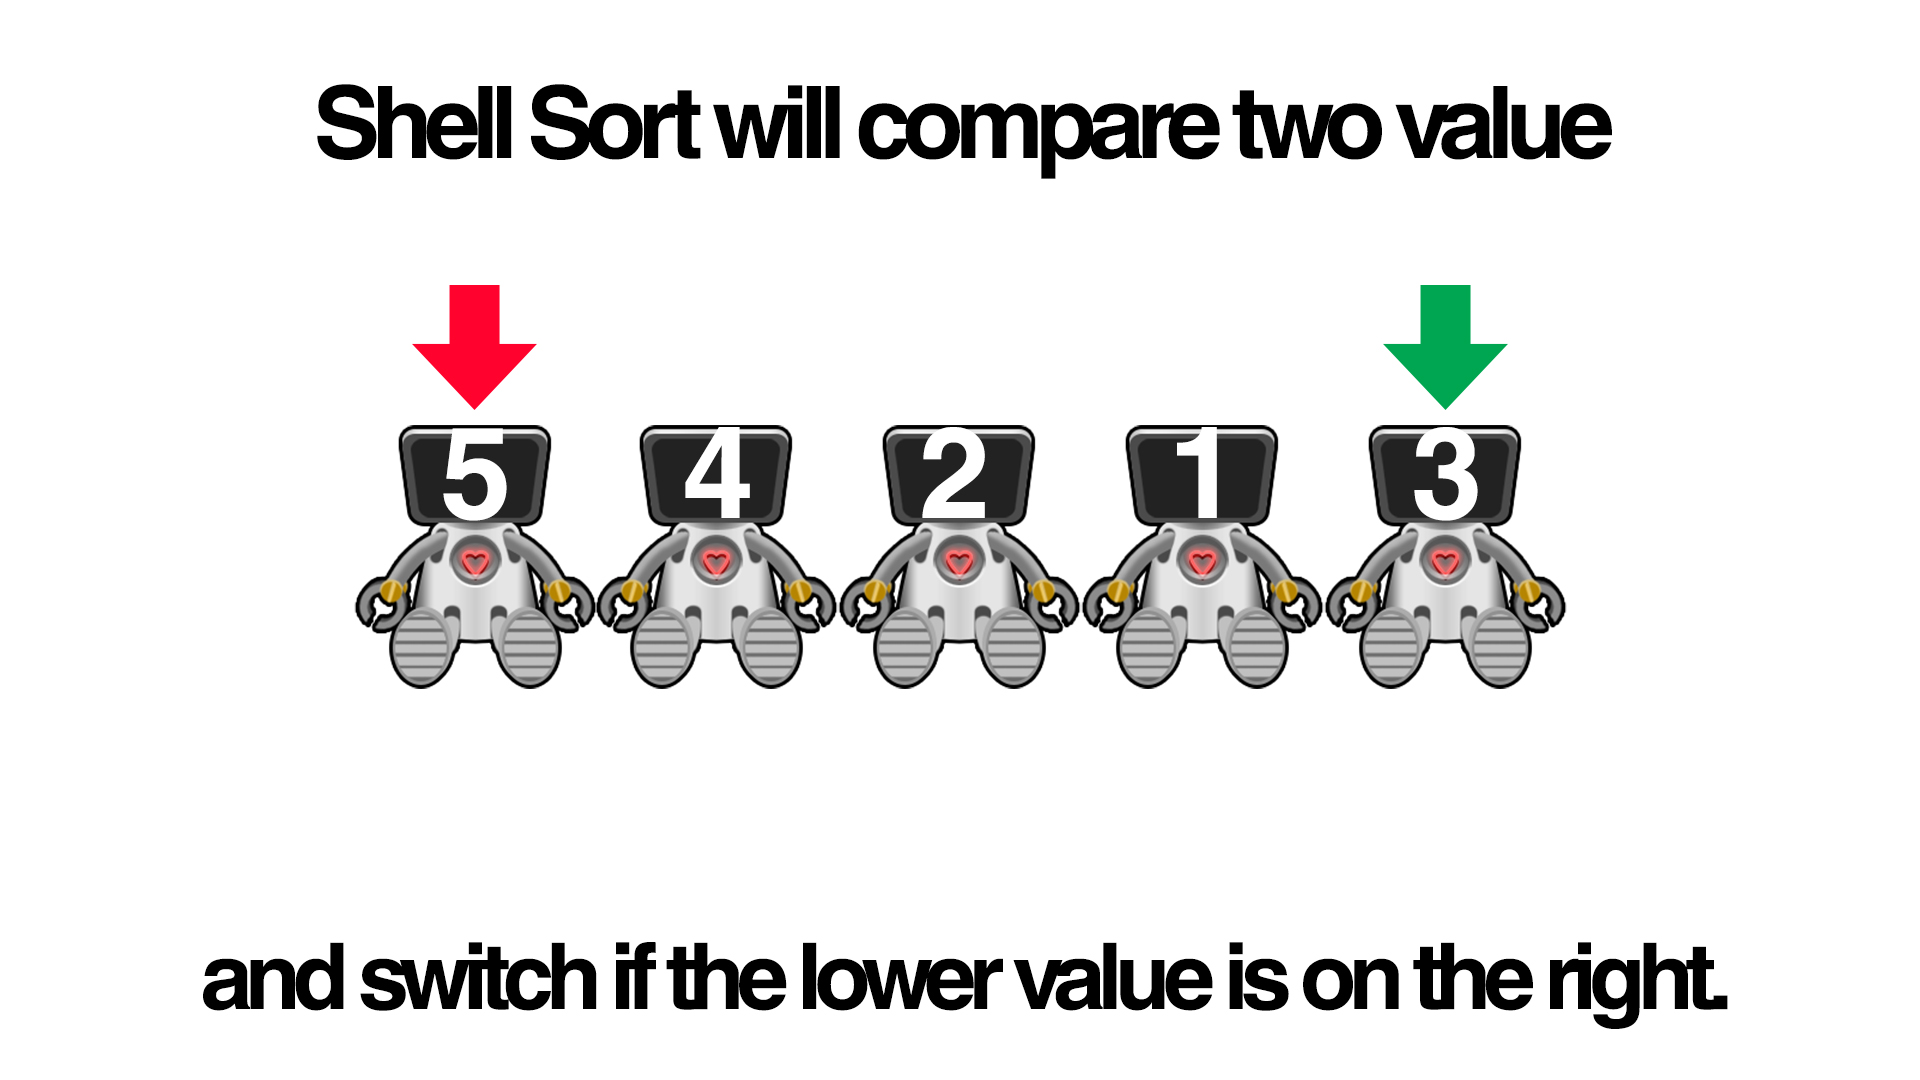 Shell Sort will compare two value
5 4 2 1 3
and switch if the lower value is on the right.